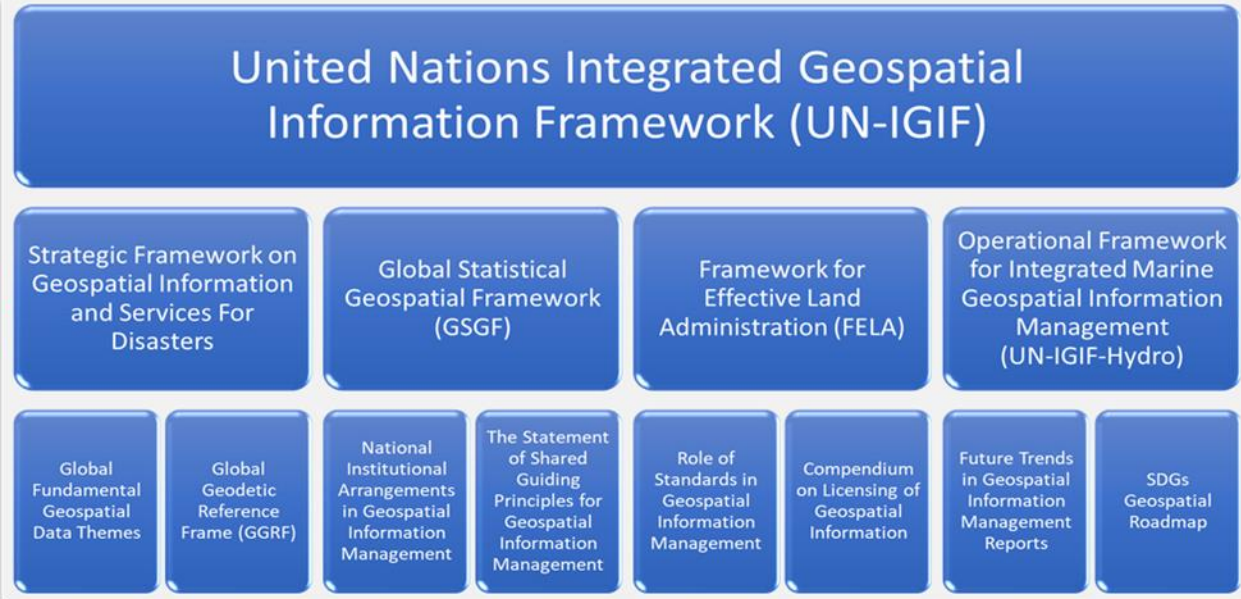 United Nations Integrated Geospatial
Information Framework (UN-IGIF)
Strategic Framework on
Geospatial Information
and Services For
Disasters
Global Statistical
Geospatial Framework
(GSGF)
Framework for
Effective Land
Administration (FELA)
Operational Framework
for Integrated Marine
Geospatial Information
Management
(UN-IGIF-Hydro)
Global
Fundamental
Geospatial
Data Themes
Global
Geodetic
Reference
Frame (GGRF)
National
Institutional
Arrangements
in Geospatial
Information
Management
The Statement
of Shared
Guiding
Principles for
Geospatial
Information
Management
Role of
Standards in
Geospatial
Information
Management
Compendium
on Licensing of
Geospatial
Information
Future Trends
in Geospatial
Information
Management
Reports
SDGs
Geospatial
Roadmap